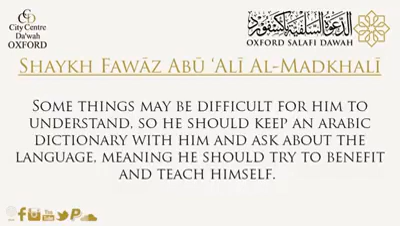 City Centre
Da'wah
OXFORD
الدعوة السلفية بأكسفورد
OXFORD SALAFI DAWAH
SHAYKH FAWĀZ ABŪ 'ALĪ AL-MADKHALĪ
SOME THINGS MAY BE DIFFICULT FOR HIM TO
UNDERSTAND, SO HE SHOULD KEEP AN ARABIC
DICTIONARY WITH HIM AND ASK ABOUT THE
LANGUAGE, MEANING HE SHOULD TRY TO BENEFIT
AND TEACH HIMSELF.